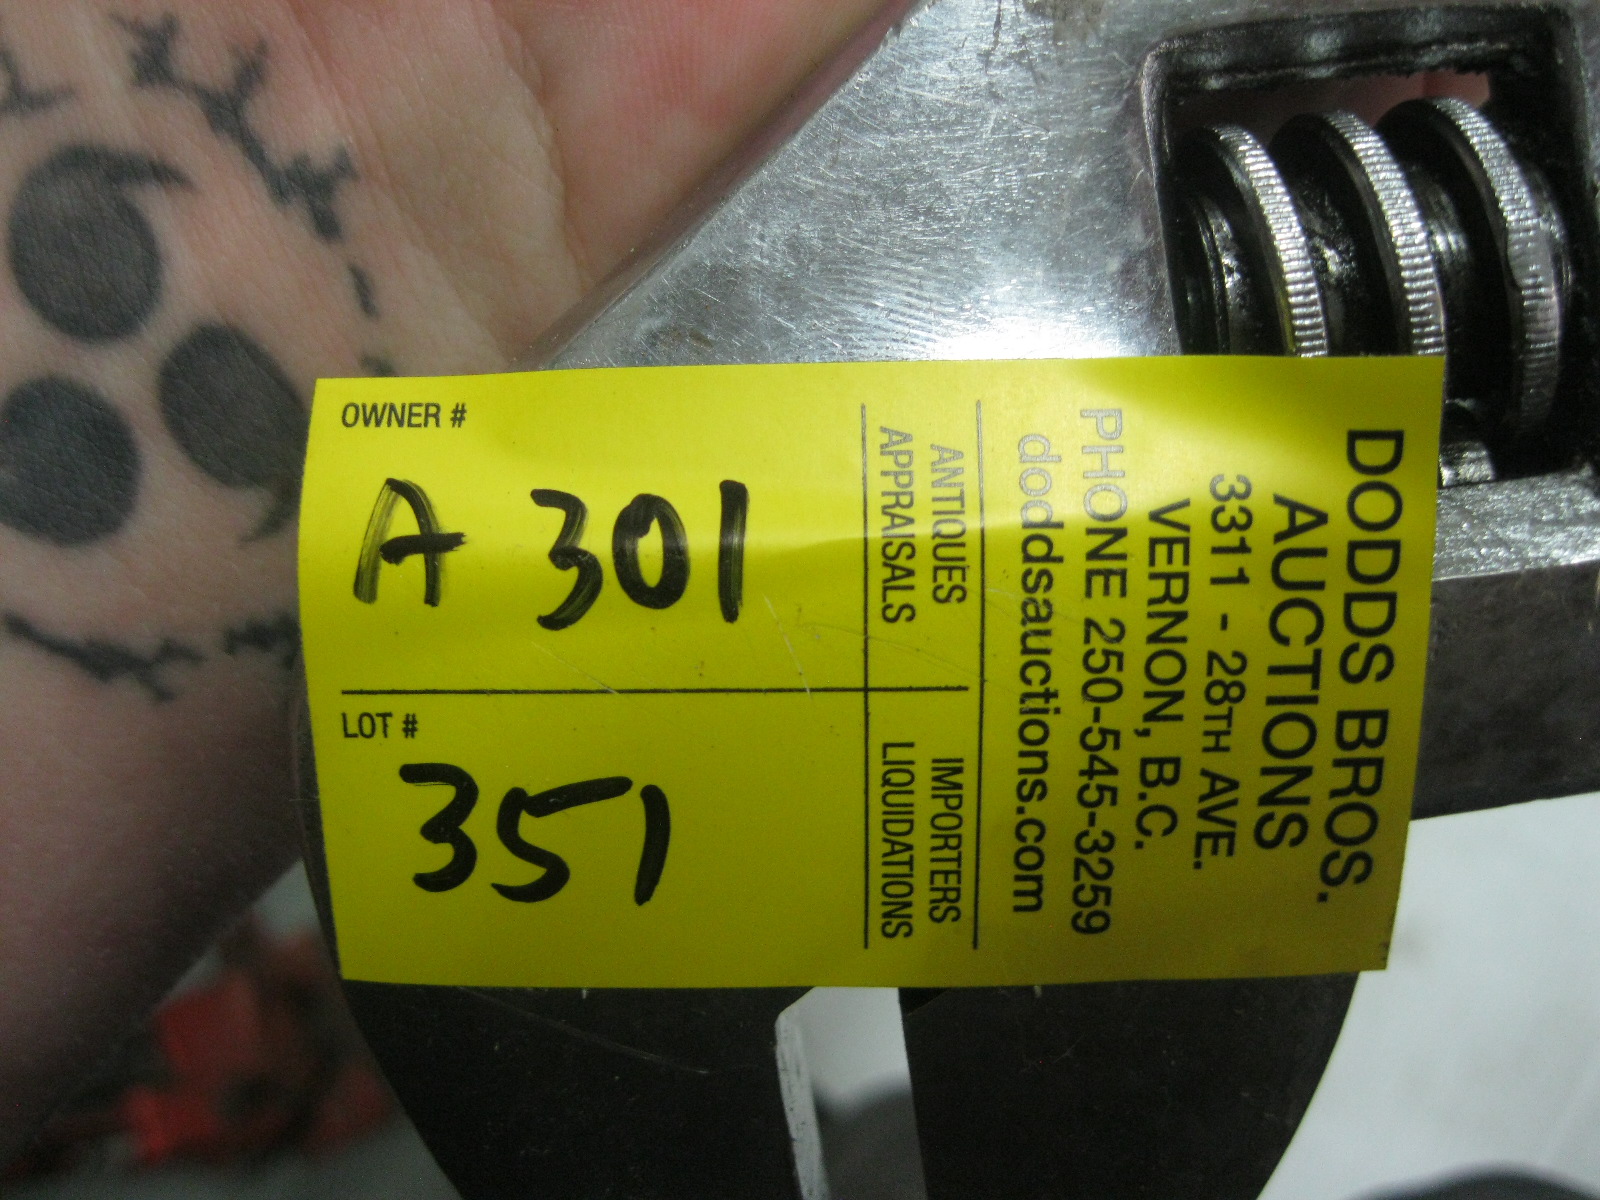 OWNER #
A 301
LOT #
351
DODDS BROS.
AUCTIONS
3311 - 28TH AVE.
VERNON, B.C.
PHONE 250-545-3259
doddsauctions.com
ANTIQUES IMPORTERS
APPRAISALS LIQUIDATIONS